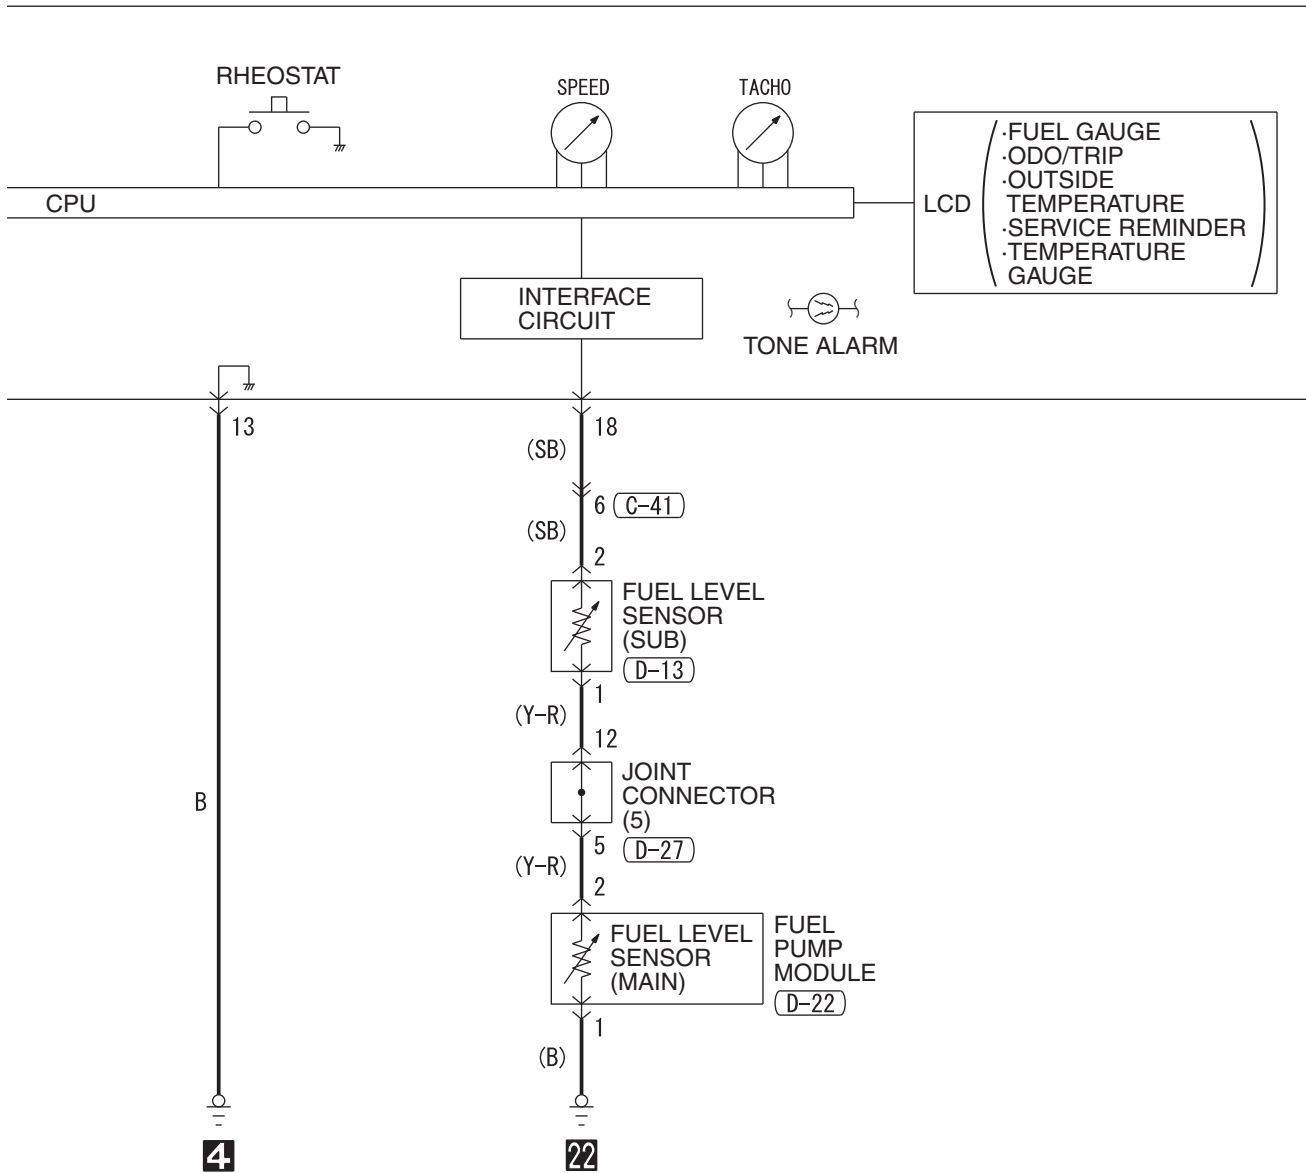 RHEOSTAT
SPEED
TACHO
CPU
LCD
·FUEL GAUGE
·ODO/TRIP
·OUTSIDE
TEMPERATURE
·SERVICE REMINDER
·TEMPERATURE
GAUGE
INTERFACE
CIRCUIT
TONE ALARM
13
18
(SB)
6 C-41
(SB)
2
FUEL LEVEL
SENSOR
(SUB)
D-13
1
(Y-R)
12
JOINT
CONNECTOR
(5)
D-27
B
5
(Y-R)
2
FUEL LEVEL
SENSOR
(MAIN)
FUEL
PUMP
MODULE
D-22
1
(B)
4
22